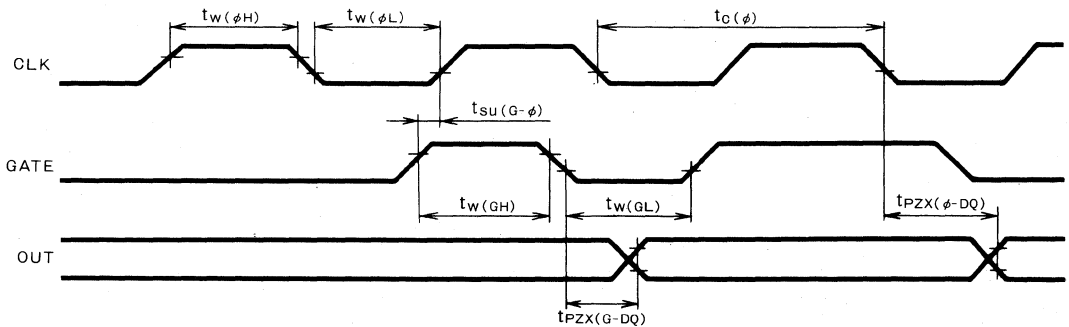 tW(φH)
tW(φL)
tC(φ)
CLK
tsu(G-φ)
GATE
tW(GH)
tW(GL)
tPZX(φ-DQ)
OUT
tPZX(G-DQ)